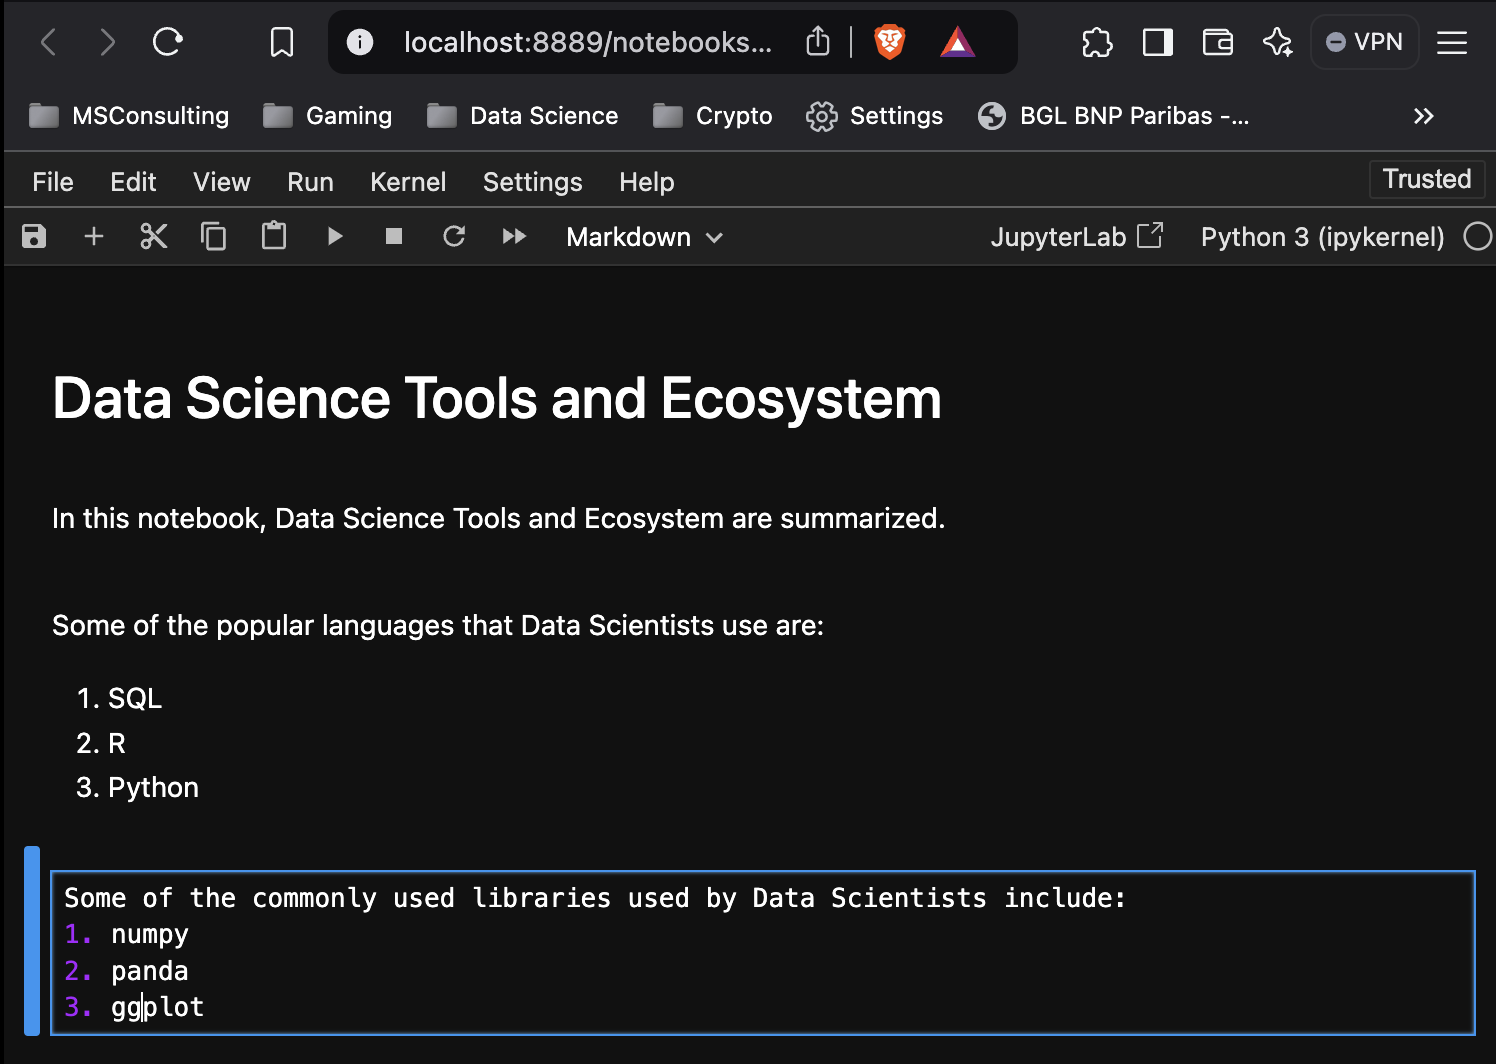 localhost:8889/notebooks...
VPN
MSConsulting
Gaming
Data Science
Crypto
Settings
BGL BNP Paribas -...
File Edit View Run Kernel Settings Help
Trusted
Markdown
JupyterLab
Python 3 (ipykernel)
Data Science Tools and Ecosystem
In this notebook, Data Science Tools and Ecosystem are summarized.
Some of the popular languages that Data Scientists use are:
1. SQL
2. R
3. Python
Some of the commonly used libraries used by Data Scientists include:
1. numpy
2. panda
3. ggplot